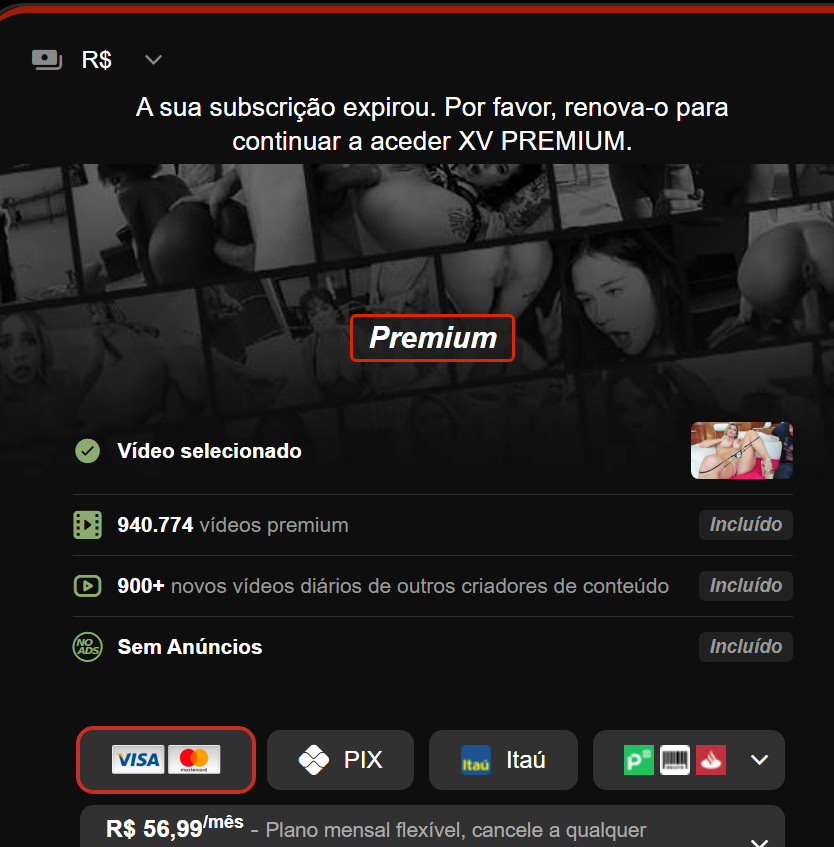 R$
A sua subscrição expirou. Por favor, renova-o para
continuar a aceder XV PREMIUM.
Premium
Vídeo selecionado
940.774 vídeos premium Incluído
900+ novos vídeos diários de outros criadores de conteúdo Incluído
NO ADS Sem Anúncios Incluído
VISA mastercard PIX Itaú Itaú
R$ 56,99/mês - Plano mensal flexível, cancele a qualquer